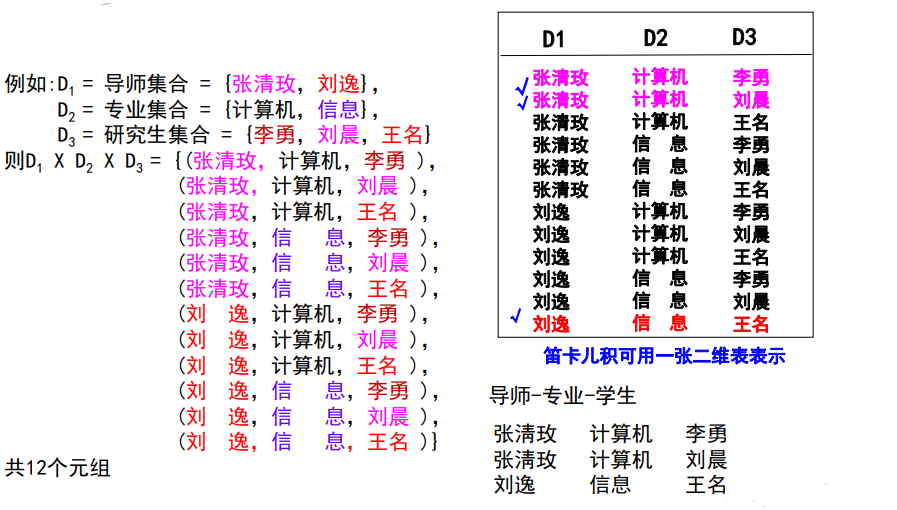 例如:D1 = 导师集合 = {张清玫, 刘逸},
D2 = 专业集合 = {计算机, 信息},
D3 = 研究生集合 = {李勇, 刘晨, 王名}
则D1 X D2 X D3 = {(张清玫, 计算机, 李勇 ),
(张清玫, 计算机, 刘晨 ),
(张清玫, 计算机, 王名 ),
(张清玫, 信 息, 李勇 ),
(张清玫, 信 息, 刘晨 ),
(张清玫, 信 息, 王名 ),
(刘 逸, 计算机, 李勇 ),
(刘 逸, 计算机, 刘晨 ),
(刘 逸, 计算机, 王名 ),
(刘 逸, 信 息, 李勇 ),
(刘 逸, 信 息, 刘晨 ),
(刘 逸, 信 息, 王名 )}
共12个元组
D1 D2 D3
张清玫 计算机 李勇
张清玫 计算机 刘晨
张清玫 计算机 王名
张清玫 信 息 李勇
张清玫 信 息 刘晨
张清玫 信 息 王名
刘逸 计算机 李勇
刘逸 计算机 刘晨
刘逸 计算机 王名
刘逸 信 息 李勇
刘逸 信 息 刘晨
刘逸 信 息 王名
笛卡儿积可用一张二维表表示
导师-专业-学生
张清玫 计算机 李勇
张清玫 计算机 刘晨
刘逸 信息 王名